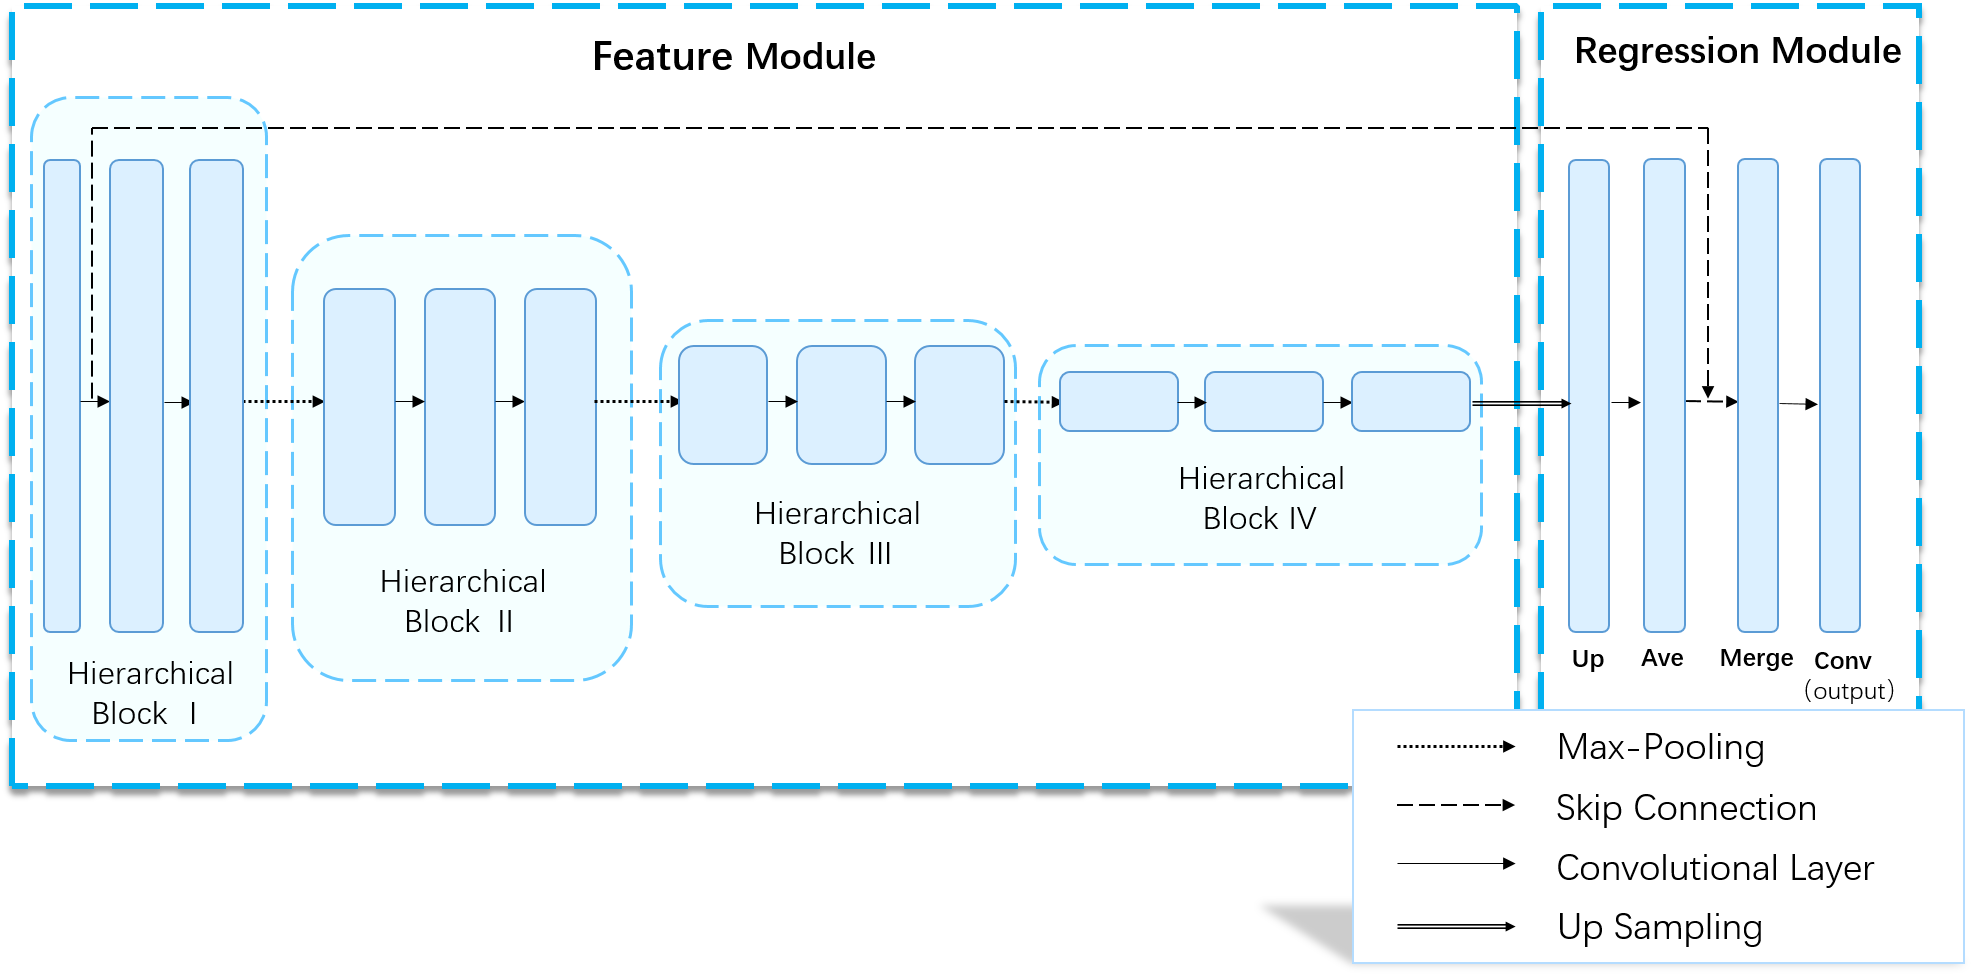 Feature Module
Regression Module
Hierarchical
Block I
Hierarchical
Block II
Hierarchical
Block III
Hierarchical
Block IV
Up
Ave
Merge
Conv
(output)
Max-Pooling
Skip Connection
Convolutional Layer
Up Sampling